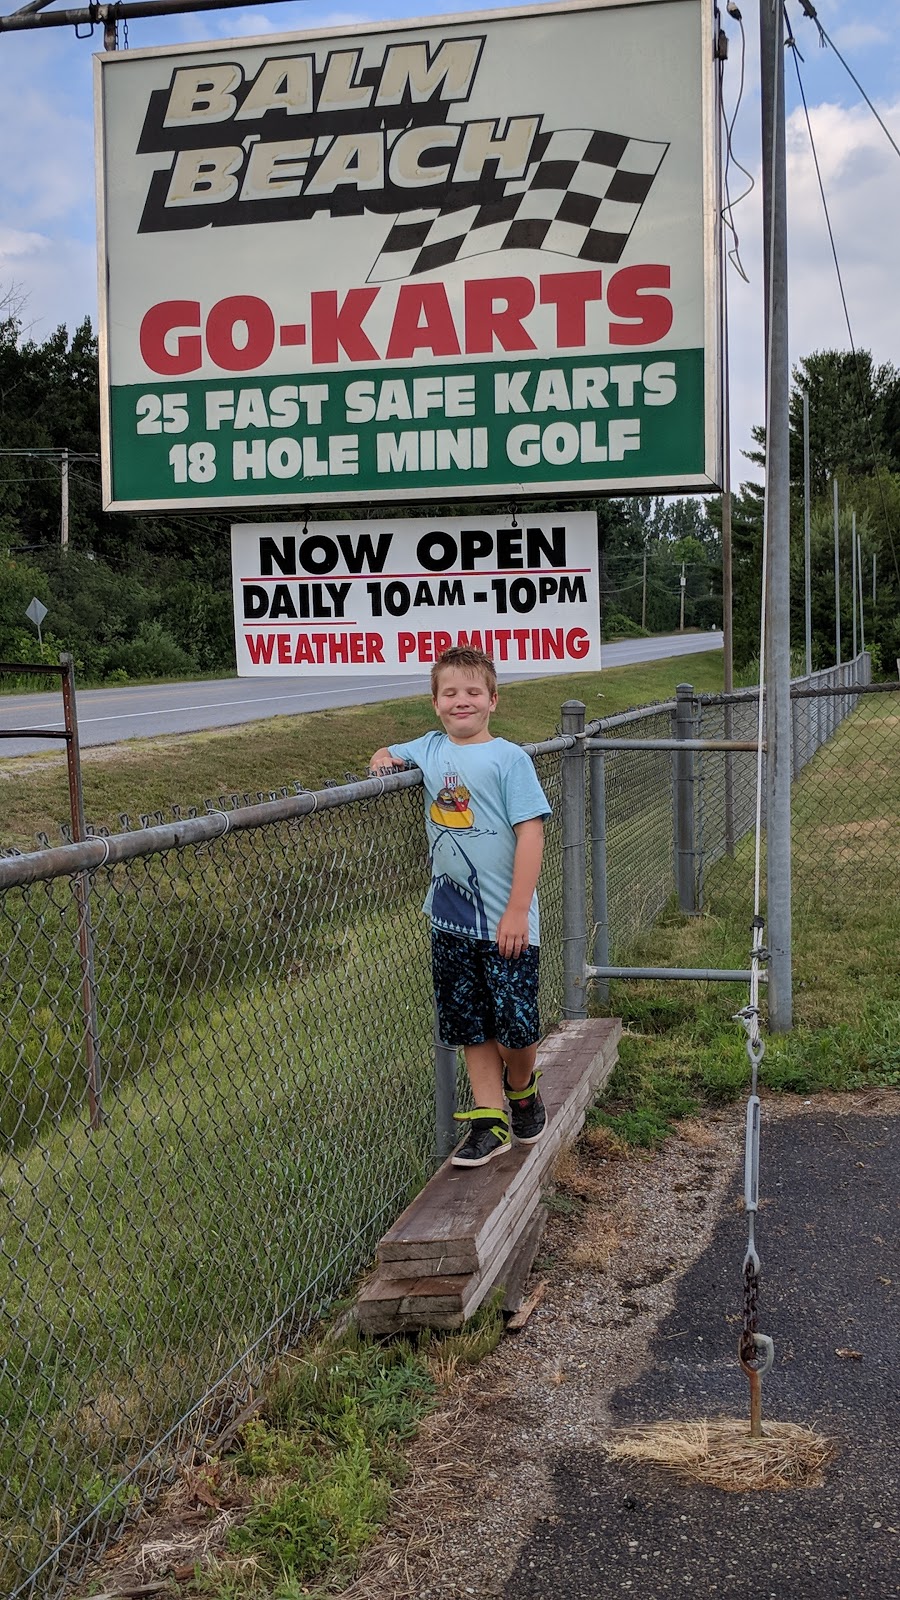 BALM
BEACH
GO-KARTS
25 FAST SAFE KARTS
18 HOLE MINI GOLF
NOW OPEN
DAILY 10AM - 10PM
WEATHER PERMITTING